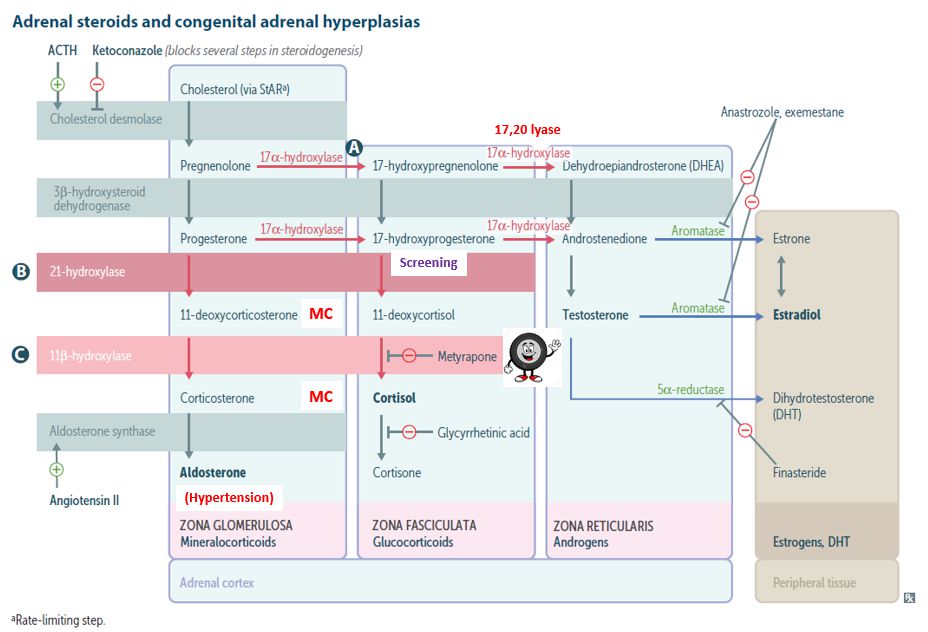 Adrenal steroids and congenital adrenal hyperplasias
ACTH Ketoconazole (blocks several steps in steroidogenesis)
Cholesterol (via StARᵃ)
Cholesterol desmolase
Anastrozole, exemestane
17,20 lyase
A
17α-hydroxylase
17α-hydroxylase
Pregnenolone
17-hydroxypregnenolone
Dehydroepiandrosterone (DHEA)
3β-hydroxysteroid
dehydrogenase
17α-hydroxylase
17α-hydroxylase
Aromatase
Progesterone
17-hydroxyprogesterone
Androstenedione
Estrone
B
21-hydroxylase
Screening
Aromatase
11-deoxycorticosterone
MC
11-deoxycortisol
Testosterone
Estradiol
C
11β-hydroxylase
Metyrapone
5α-reductase
Corticosterone
MC
Cortisol
Dihydrotestosterone
(DHT)
Aldosterone synthase
Glycyrrhetinic acid
Aldosterone
Cortisone
Finasteride
Angiotensin II
(Hypertension)
ZONA GLOMERULOSA
Mineralocorticoids
ZONA FASCICULATA
Glucocorticoids
ZONA RETICULARIS
Androgens
Estrogens, DHT
Adrenal cortex
Peripheral tissue
Rx
ᵃRate-limiting step.